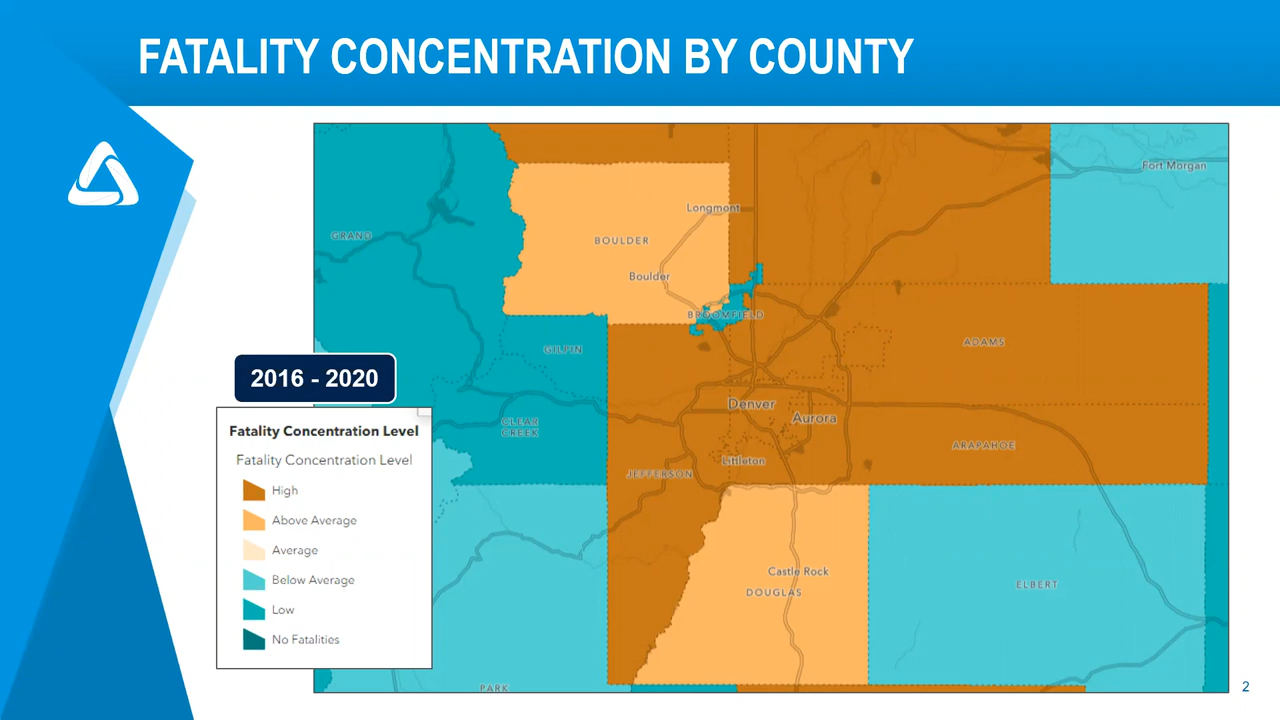 FATALITY CONCENTRATION BY COUNTY
Fort Morgan
Longmont
GRAND
BOULDER
Boulder
BROOMFIELD
ADAMS
GILPIN
2016 - 2020
Denver
Aurora
CLEAR
CREEK
ARAPAHOE
Littleton
JEFFERSON
Fatality Concentration Level
Fatality Concentration Level
High
Above Average
Average
Below Average
Low
No Fatalities
Castle Rock
DOUGLAS
ELBERT
PARK
2